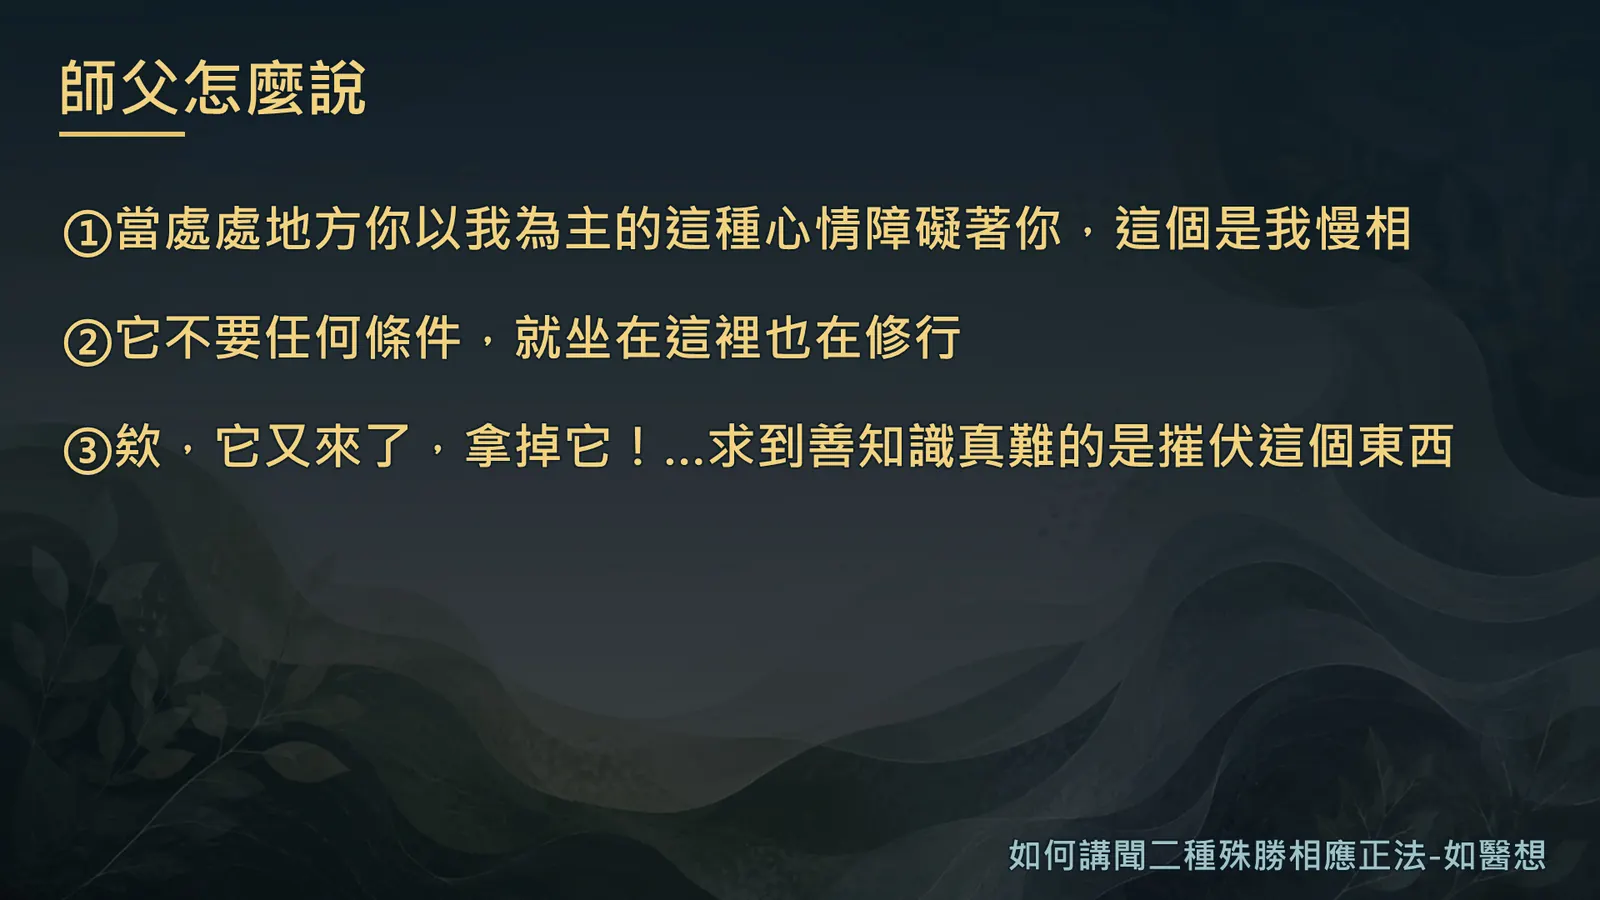 師父怎麼說
①當處處地方你以我為主的這種心情障礙著你，這個是我慢相
②它不要任何條件，就坐在這裡也在修行
③欸，它又來了，拿掉它！...求到善知識真難的是摧伏這個東西
如何講聞二種殊勝相應正法-如醫想